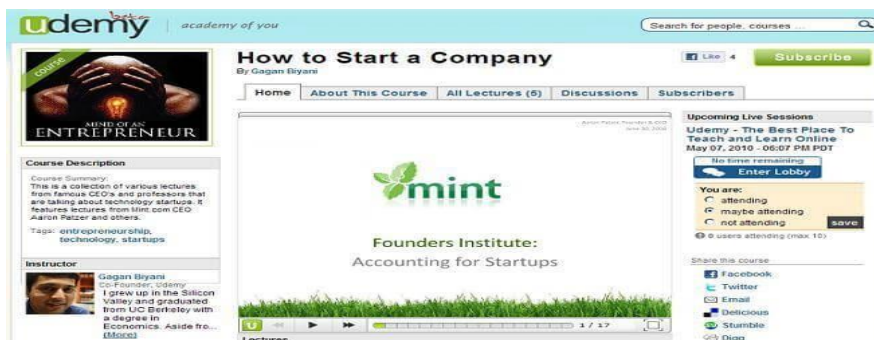 udemy beta academy of you
Search for people, courses ...
course
MIND OF AN
ENTREPRENEUR
How to Start a Company
By Gagan Biyani
Like 4
Subscribe
Home About This Course All Lectures (5) Discussions Subscribers
Course Description
Course Summary:
This is a collection of various lectures
from famous CEO's and professors that
are talking about technology startups. It
features lectures from Mint.com CEO
Aaron Patzer and others.
Tags: entrepreneurship,
technology, startups
Instructor
Gagan Biyani
Co-Founder, Udemy
I grew up in the Silicon
Valley and graduated
from UC Berkeley with
a degree in
Economics. Aside fro...
(More)
Aaron Patzer Founder & CEO
mint
Founders Institute:
Accounting for Startups
U
1 / 17
Lectures
Upcoming Live Sessions
Udemy - The Best Place To
Teach and Learn Online
May 07, 2010 - 06:07 PM PDT
No time remaining
Enter Lobby
You are:
attending
maybe attending
not attending save
0 users attending (max 10)
Share this course
Facebook
Twitter
Email
Delicious
Stumble
Digg